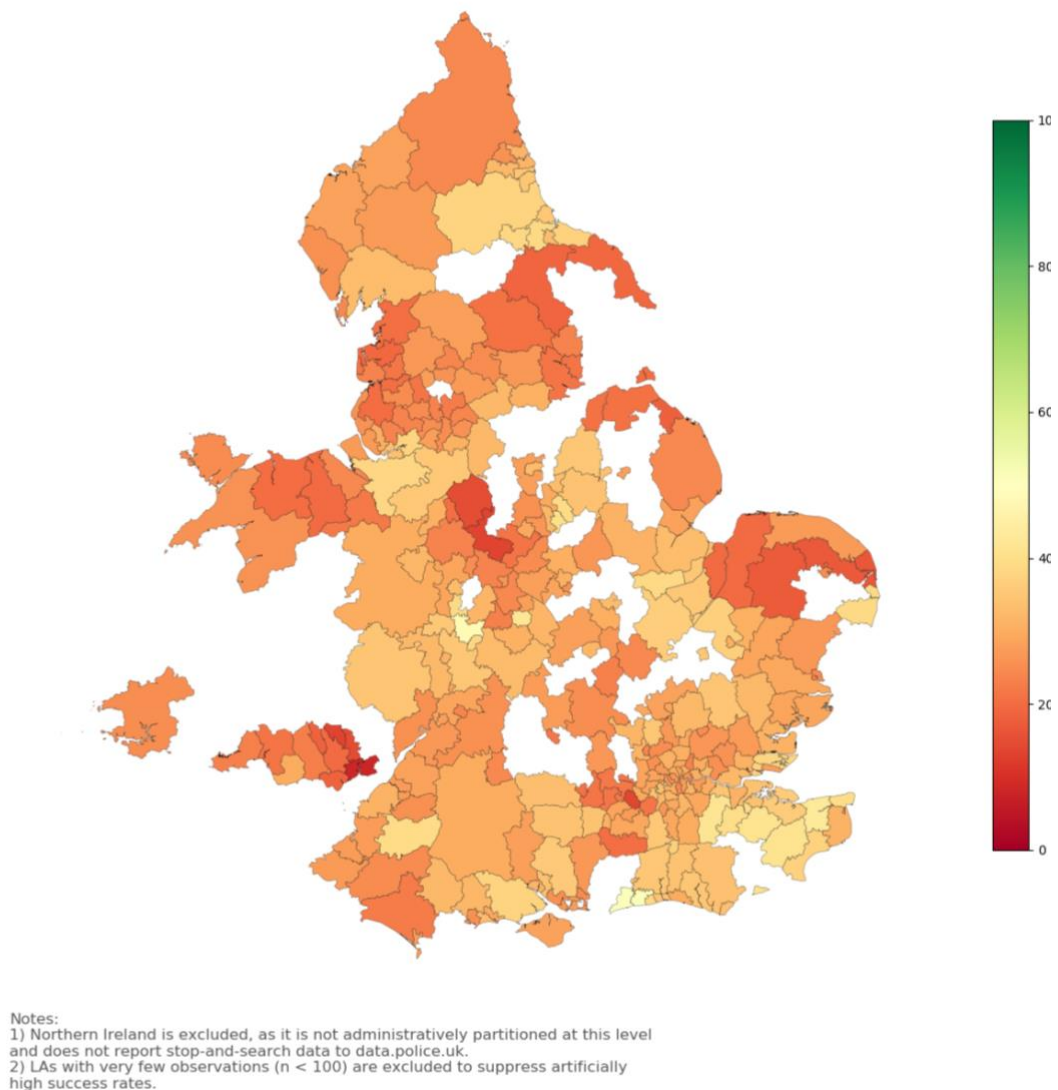 10
80
60
40
20
0
Notes:
1) Northern Ireland is excluded, as it is not administratively partitioned at this level
and does not report stop-and-search data to data.police.uk.
2) LAs with very few observations (n < 100) are excluded to suppress artificially
high success rates.